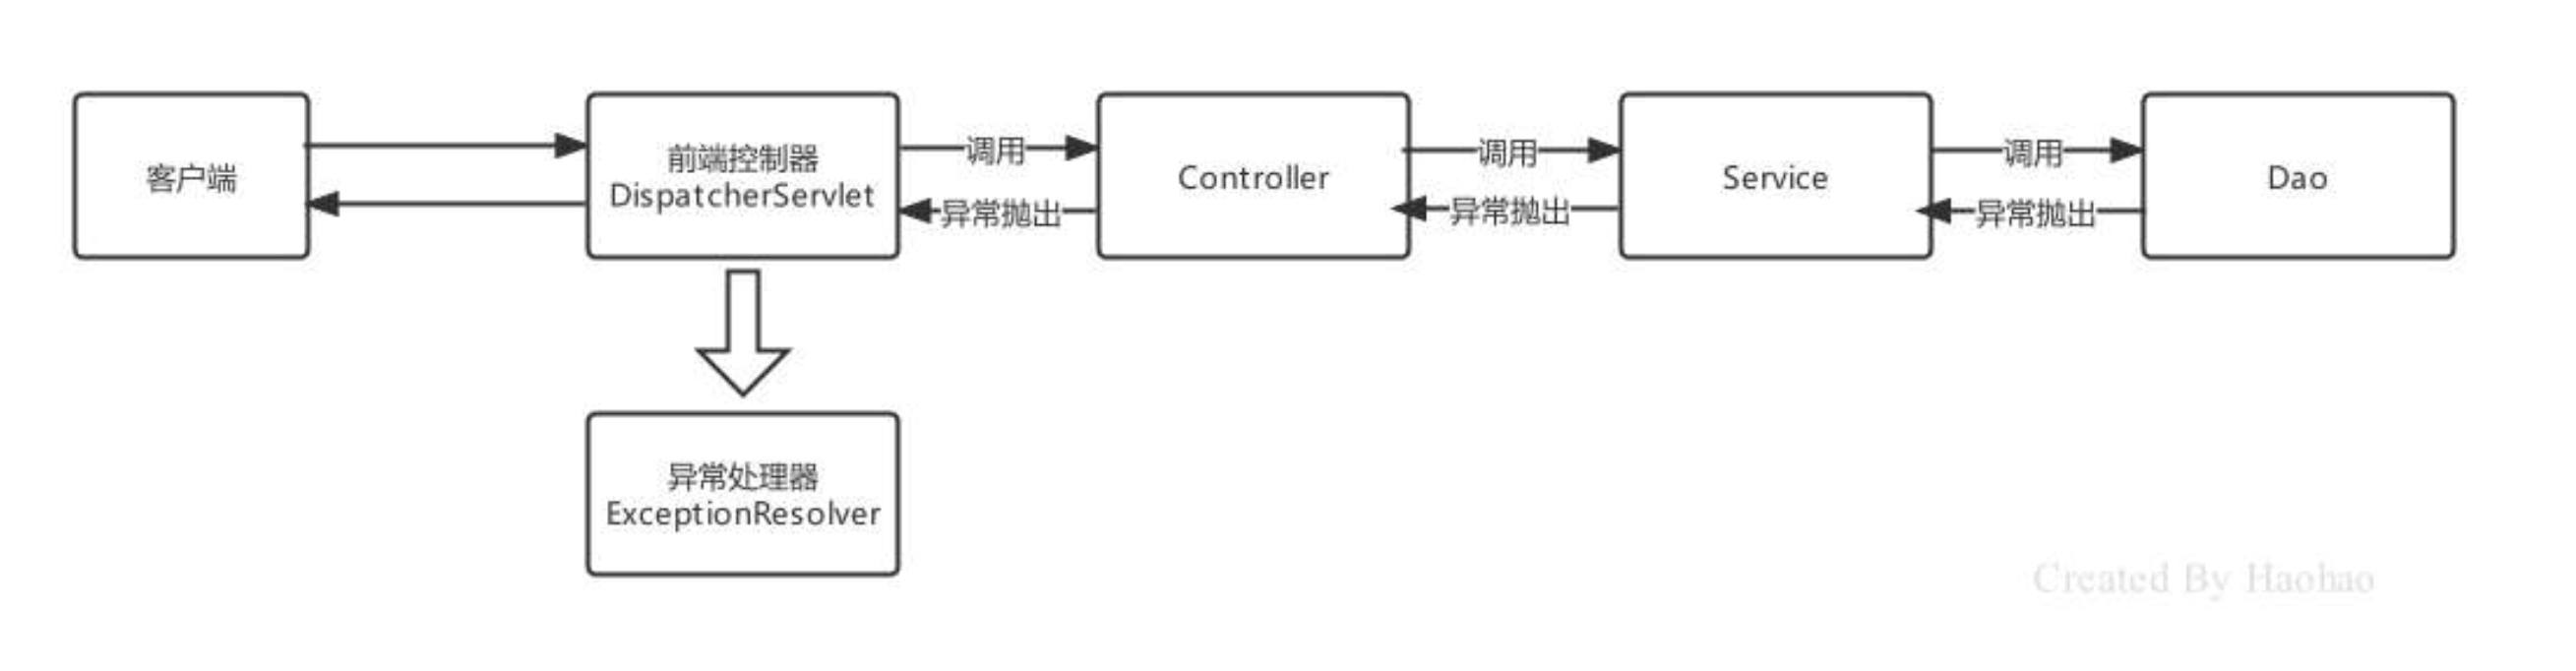 客户端
前端控制器
DispatcherServlet
调用
异常抛出
Controller
调用
异常抛出
Service
调用
异常抛出
Dao
异常处理器
ExceptionResolver
Created By Haohao